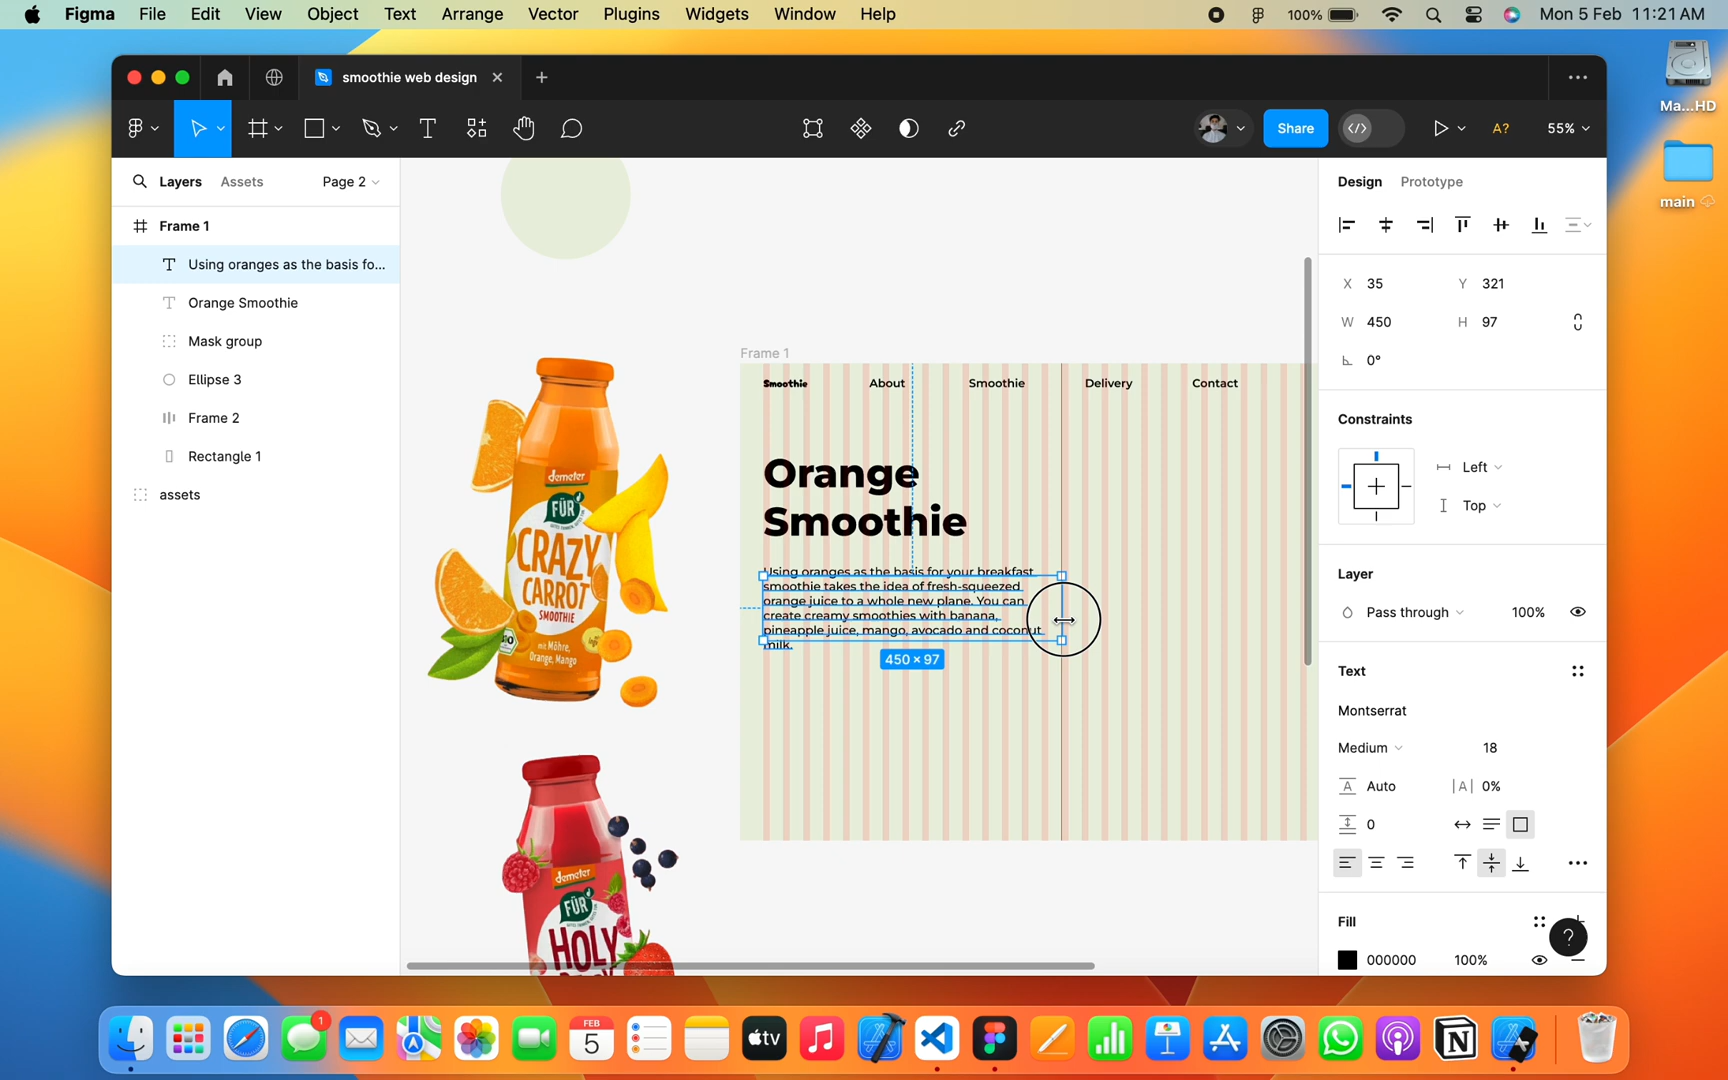 Figma File Edit View Object Text Arrange Vector Plugins Widgets Window Help 100% Mon 5 Feb 11:21 AM
smoothie web design
Ma...HD
Share
A?
55%
Layers Assets Page 2
Design Prototype
main
Frame 1
Using oranges as the basis fo...
Orange Smoothie
Mask group
Ellipse 3
Frame 2
Rectangle 1
assets
demeter
FÜR
CRAZY
CARROT
SMOOTHIE
BIO
mit Möhre,
Orange, Mango
demeter
FÜR
HOLY
Frame 1
Smoothie About Smoothie Delivery Contact
Orange
Smoothie
Using oranges as the basis for your breakfast
smoothie takes the idea of fresh-squeezed
orange juice to a whole new plane. You can
create creamy smoothies with banana,
pineapple juice, mango, avocado and coconut
milk.
450 × 97
X 35 Y 321
W 450 H 97
0°
Constraints
Left
Top
Layer
Pass through 100%
Text
Montserrat
Medium 18
Auto |A| 0%
0
Fill
?
000000 100%
1
FEB
5
tv